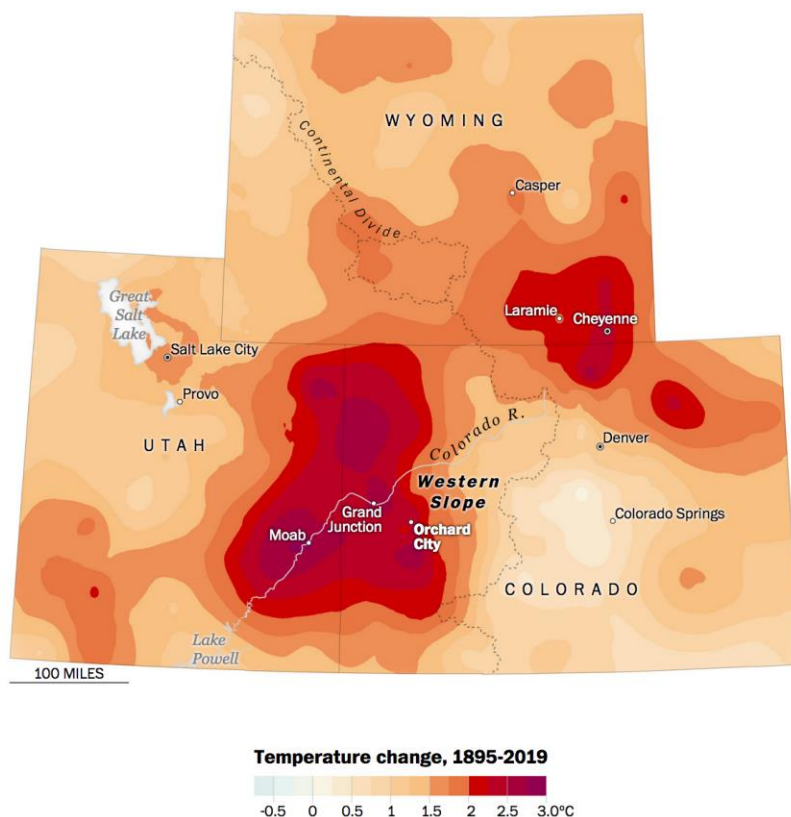 WYOMING
Continental Divide
Casper
Great
Salt
Lake
Laramie
Cheyenne
Salt Lake City
Provo
UTAH
Colorado R.
Denver
Western
Slope
Grand
Junction
Colorado Springs
Moab
Orchard
City
COLORADO
Lake
Powell
100 MILES
Temperature change, 1895-2019
-0.5 0 0.5 1 1.5 2 2.5 3.0°C